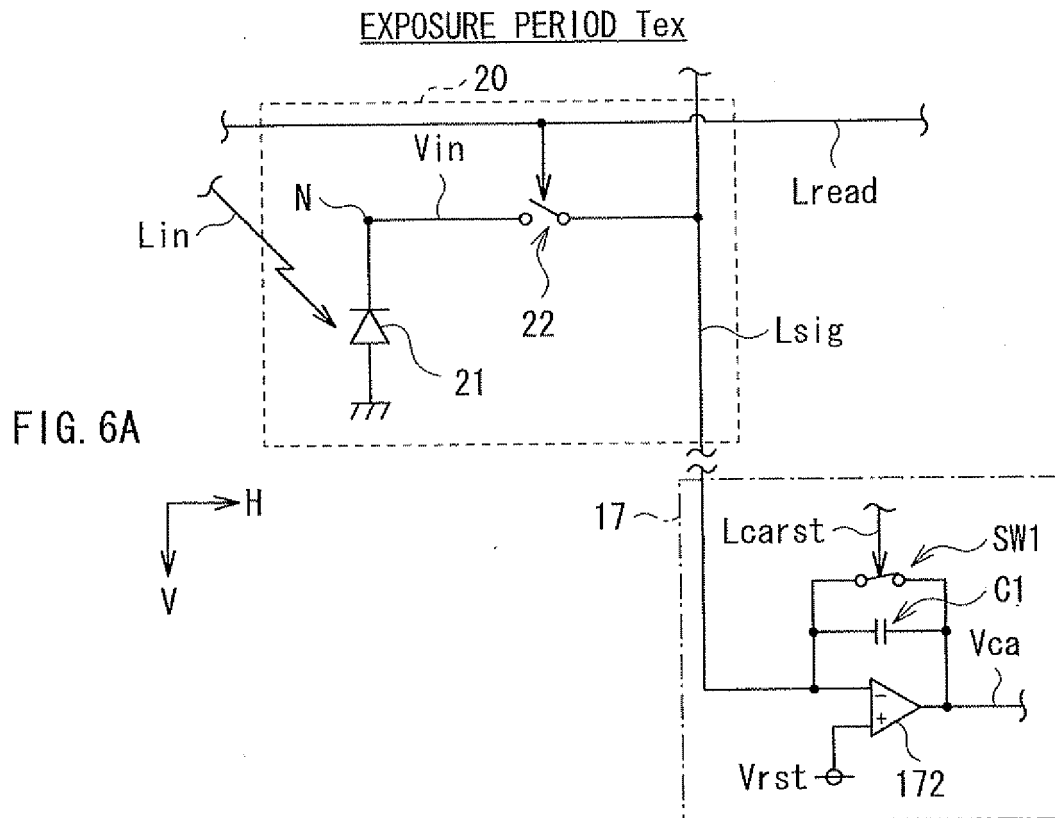 EXPOSURE PERIOD Tex
20
Vin
Lread
N
Lin
22
21
Lsig
FIG. 6A
H
V
17
Lcarst
SW1
C1
Vca
−
+
Vrst
172